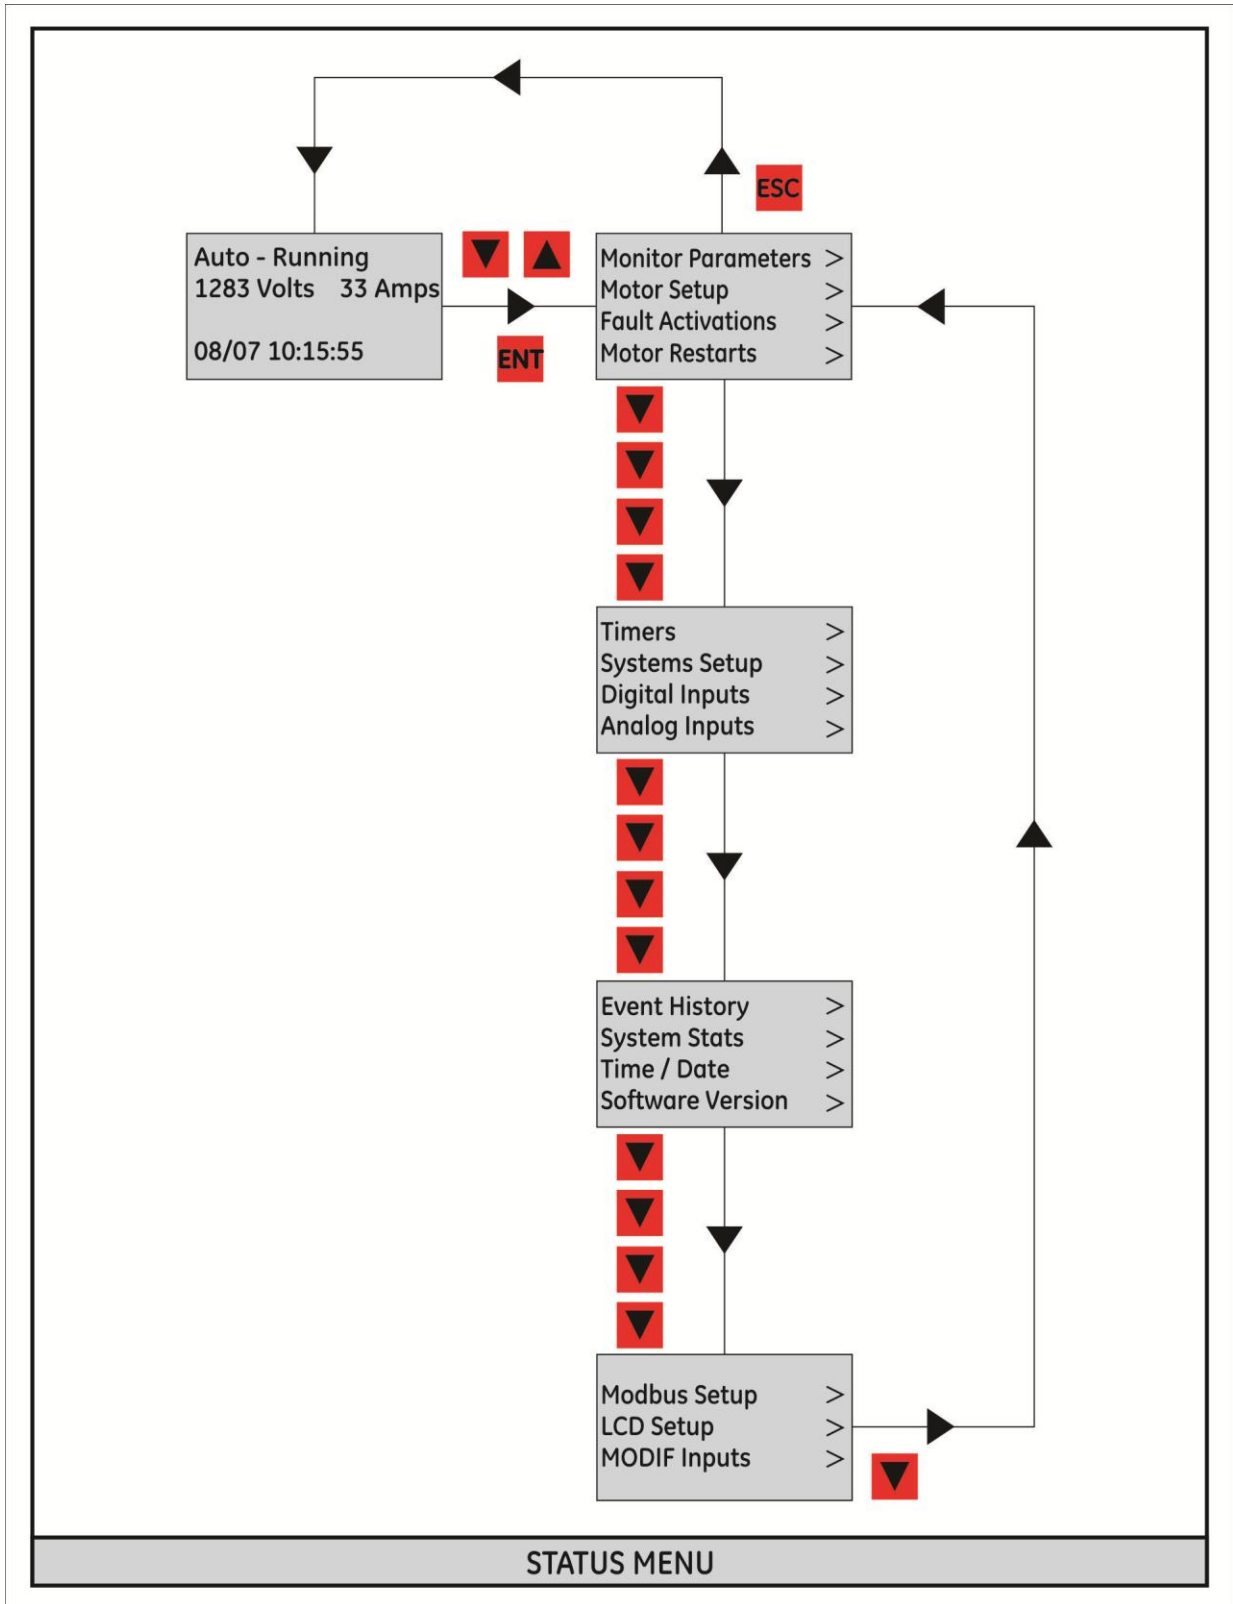 ESC
Auto - Running
1283 Volts 33 Amps
08/07 10:15:55
ENT
Monitor Parameters >
Motor Setup >
Fault Activations >
Motor Restarts >
Timers >
Systems Setup >
Digital Inputs >
Analog Inputs >
Event History >
System Stats >
Time / Date >
Software Version >
Modbus Setup >
LCD Setup >
MODIF Inputs >
STATUS MENU